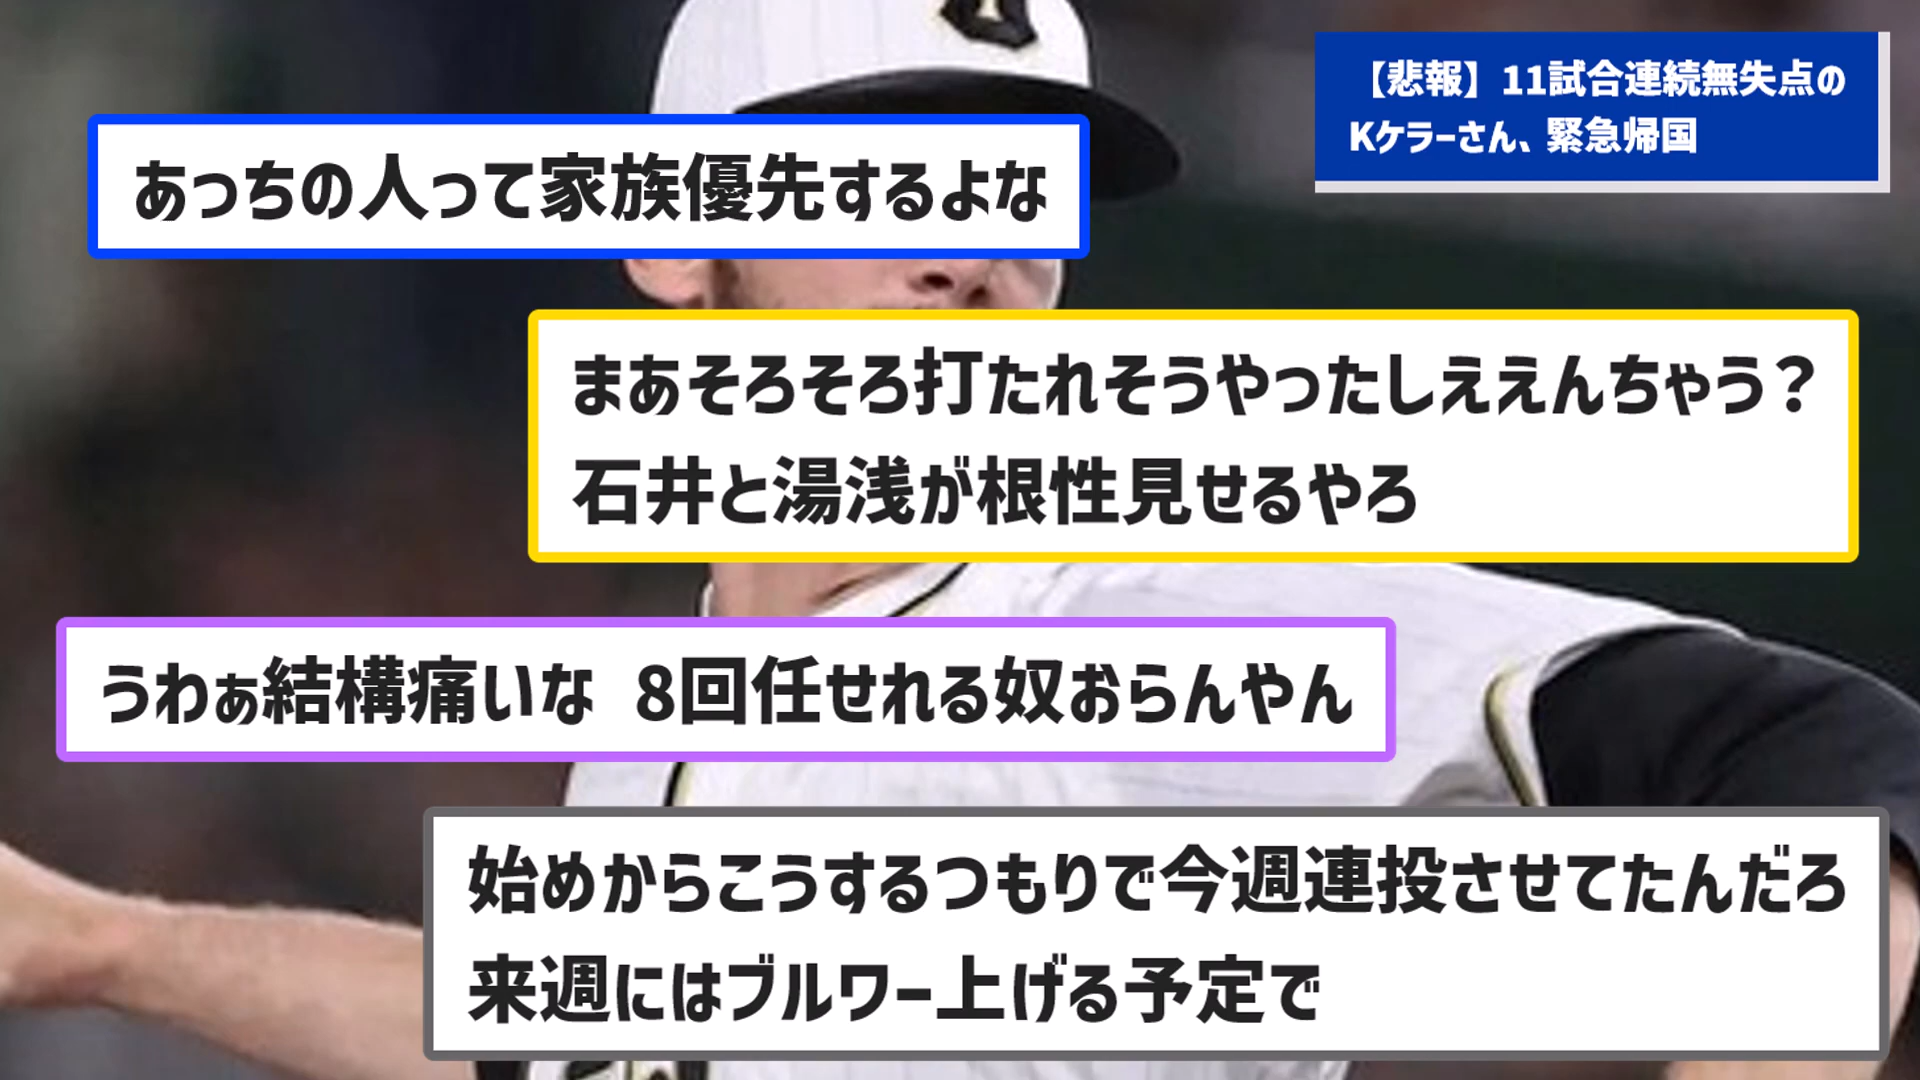 【悲報】11試合連続無失点の
Kケラーさん、緊急帰国
あっちの人って家族優先するよな
まあそろそろ打たれそうやったしええんちゃう？
石井と湯浅が根性見せるやろ
うわぁ結構痛いな 8回任せれる奴おらんやん
始めからこうするつもりで今週連投させてたんだろ
来週にはブルワー上げる予定で